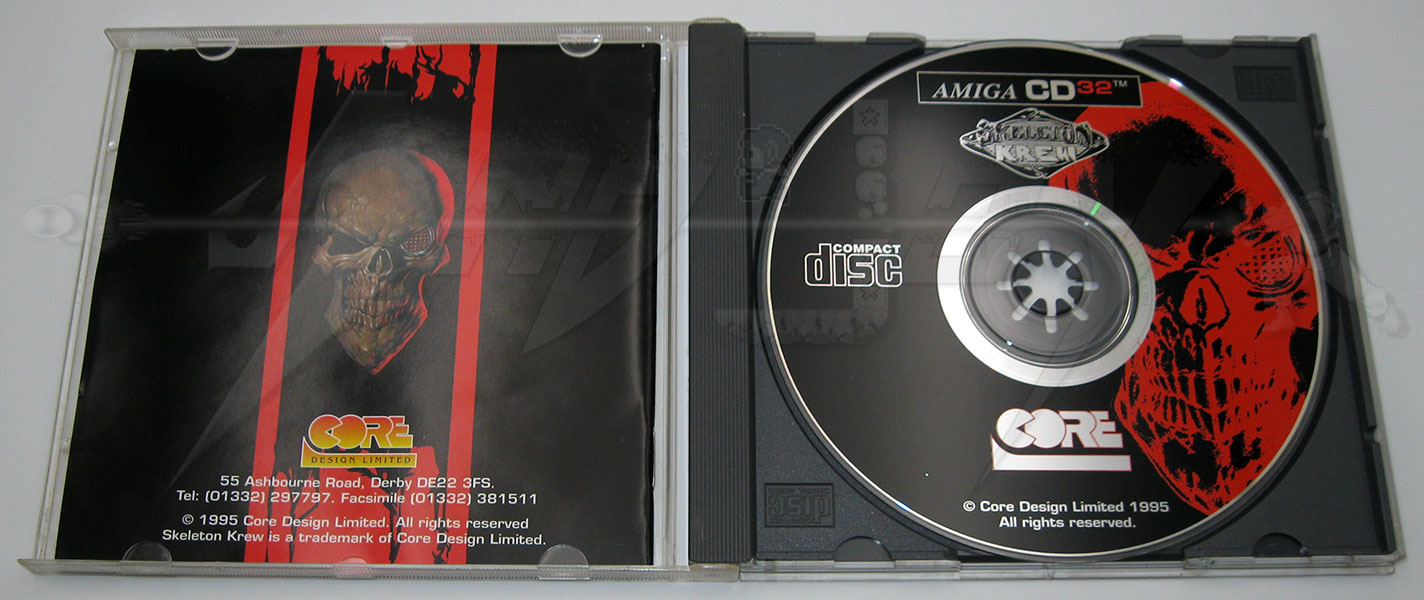 CORE
DESIGN LIMITED
55 Ashbourne Road, Derby DE22 3FS.
Tel: (01332) 297797. Facsimile (01332) 381511
© 1995 Core Design Limited. All rights reserved
Skeleton Krew is a trademark of Core Design Limited.
AMIGA CD32™
SKELETON
KREW
COMPACT
disc
CORE
© Core Design Limited 1995
All rights reserved.
disc